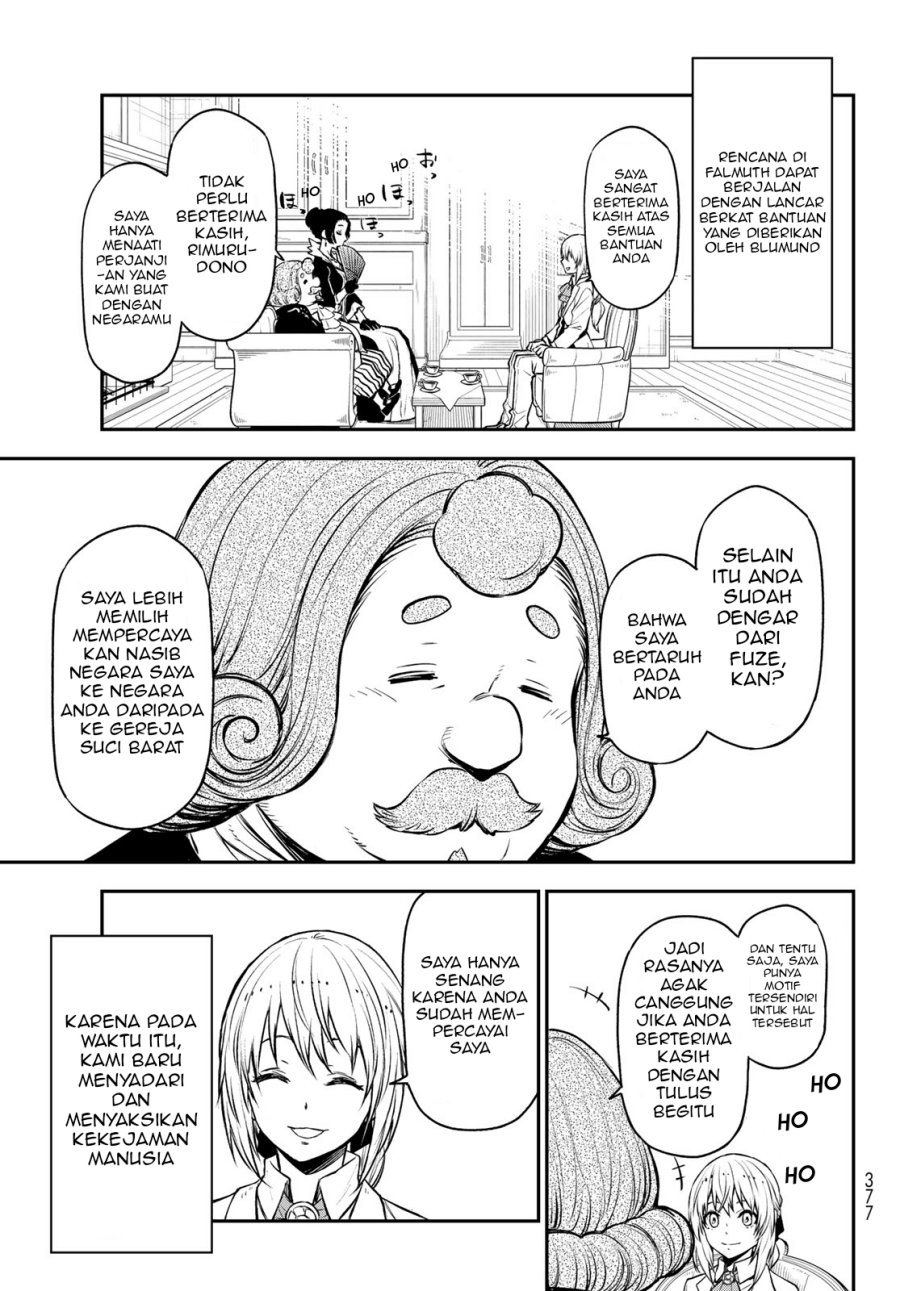 RENCANA DI
FALMUTH DAPAT
BERJALAN
DENGAN LANCAR
BERKAT BANTUAN
YANG DIBERIKAN
OLEH BLUMUND
SAYA
SANGAT
BERTERIMA
KASIH ATAS
SEMUA
BANTUAN
ANDA
お
ほ
ほ
HO
HO
HO
TIDAK
PERLU
BERTERIMA
KASIH,
RIMURU-
DONO
SAYA
HANYA
MENAATI
PERJANJI
-AN YANG
KAMI BUAT
DENGAN
NEGARAMU
SELAIN
ITU ANDA
SUDAH
DENGAR
DARI
FUZE,
KAN?
BAHWA
SAYA
BERTARUH
PADA
ANDA
SAYA LEBIH
MEMILIH
MEMPERCAYA
KAN NASIB
NEGARA SAYA
KE NEGARA
ANDA DARIPADA
KE GEREJA
SUCI BARAT
DAN TENTU
SAJA, SAYA
PUNYA
MOTIF
TERSENDIRI
UNTUK HAL
TERSEBUT
JADI
RASANYA
AGAK
CANGGUNG
JIKA ANDA
BERTERIMA
KASIH
DENGAN
TULUS
BEGITU
HO
HO
HO
SAYA HANYA
SENANG
KARENA ANDA
SUDAH MEM-
PERCAYAI
SAYA
KARENA PADA
WAKTU ITU,
KAMI BARU
MENYADARI
DAN
MENYAKSIKAN
KEKEJAMAN
MANUSIA
377